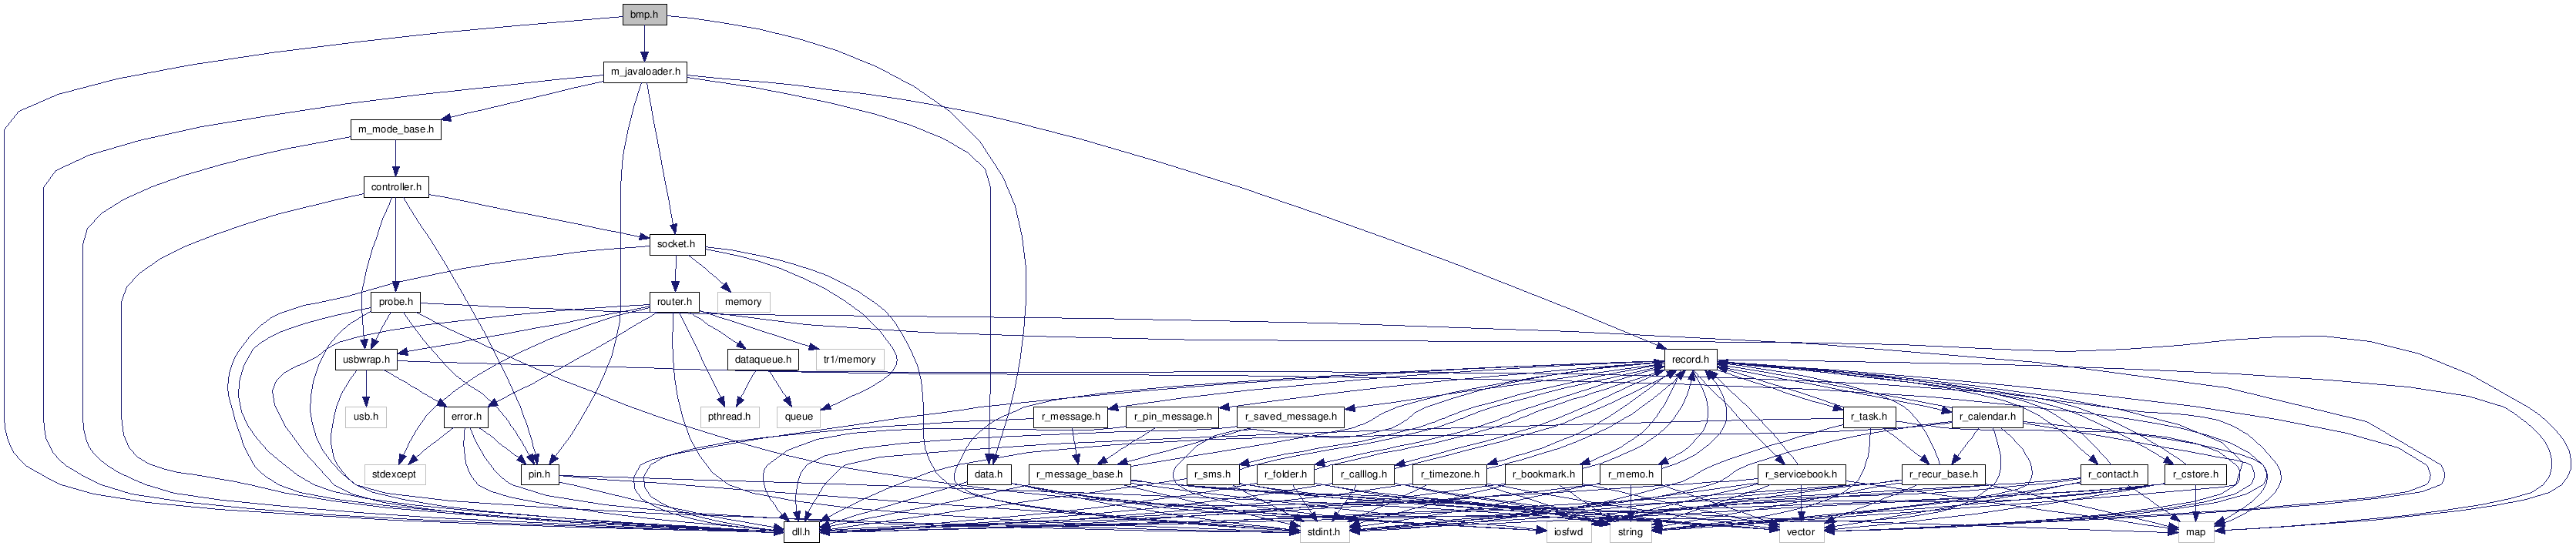 bmp.h
m_javaloader.h
m_mode_base.h
controller.h
socket.h
probe.h
router.h
memory
usbwrap.h
dataqueue.h
tr1/memory
record.h
usb.h
error.h
pthread.h
queue
r_message.h
r_pin_message.h
r_saved_message.h
r_task.h
r_calendar.h
stdexcept
pin.h
data.h
r_message_base.h
r_sms.h
r_folder.h
r_calllog.h
r_timezone.h
r_bookmark.h
r_memo.h
r_servicebook.h
r_recur_base.h
r_contact.h
r_cstore.h
dll.h
stdint.h
iosfwd
string
vector
map